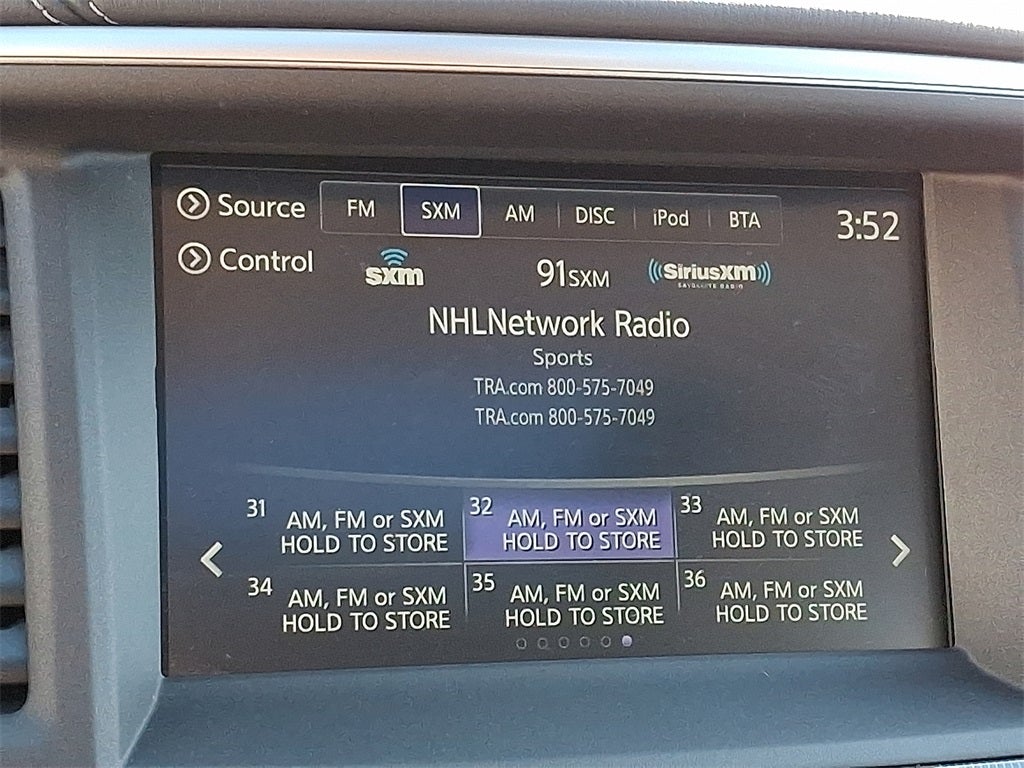 Source FM SXM AM DISC iPod BTA 3:52
Control sxm 91SXM SiriusXM
SATELLITE RADIO
NHLNetwork Radio
Sports
TRA.com 800-575-7049
TRA.com 800-575-7049
31 AM, FM or SXM
HOLD TO STORE
32 AM, FM or SXM
HOLD TO STORE
33 AM, FM or SXM
HOLD TO STORE
34 AM, FM or SXM
HOLD TO STORE
35 AM, FM or SXM
HOLD TO STORE
36 AM, FM or SXM
HOLD TO STORE